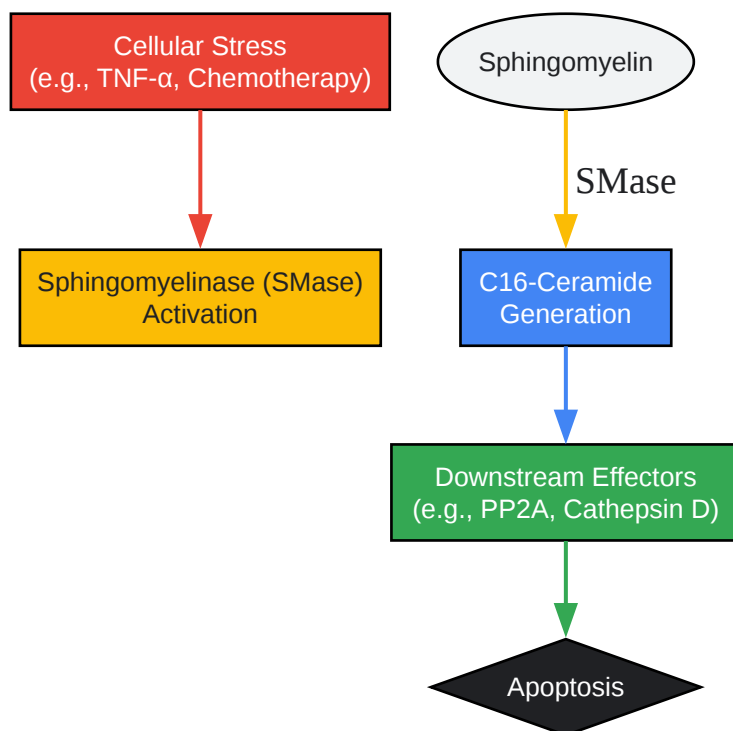 Cellular Stress
(e.g., TNF-α, Chemotherapy)
Sphingomyelin
SMase
Sphingomyelinase (SMase)
Activation
C16-Ceramide
Generation
Downstream Effectors
(e.g., PP2A, Cathepsin D)
Apoptosis